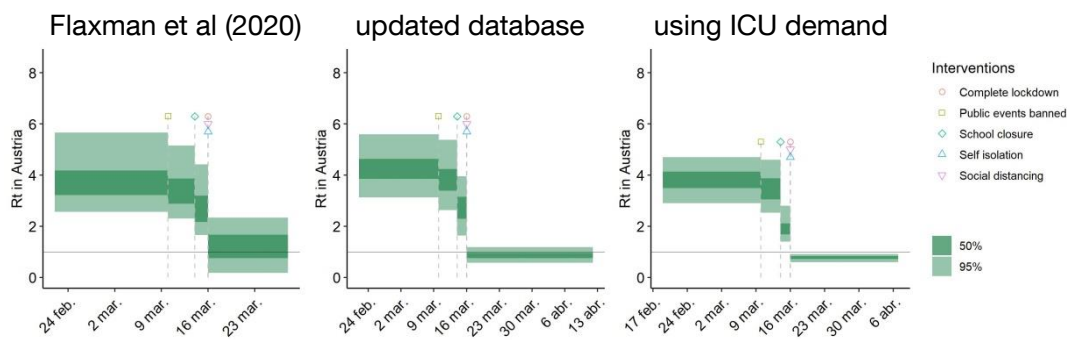 Flaxman et al (2020)
updated database
using ICU demand
Rt in Austria
8
6
4
2
0
24 feb.
2 mar.
9 mar.
16 mar.
23 mar.
Rt in Austria
8
6
4
2
0
24 feb.
2 mar.
9 mar.
16 mar.
23 mar.
30 mar.
6 abr.
13 abr.
Rt in Austria
8
6
4
2
0
17 feb.
24 feb.
2 mar.
9 mar.
16 mar.
23 mar.
30 mar.
6 abr.
Interventions
Complete lockdown
Public events banned
School closure
Self isolation
Social distancing
50%
95%